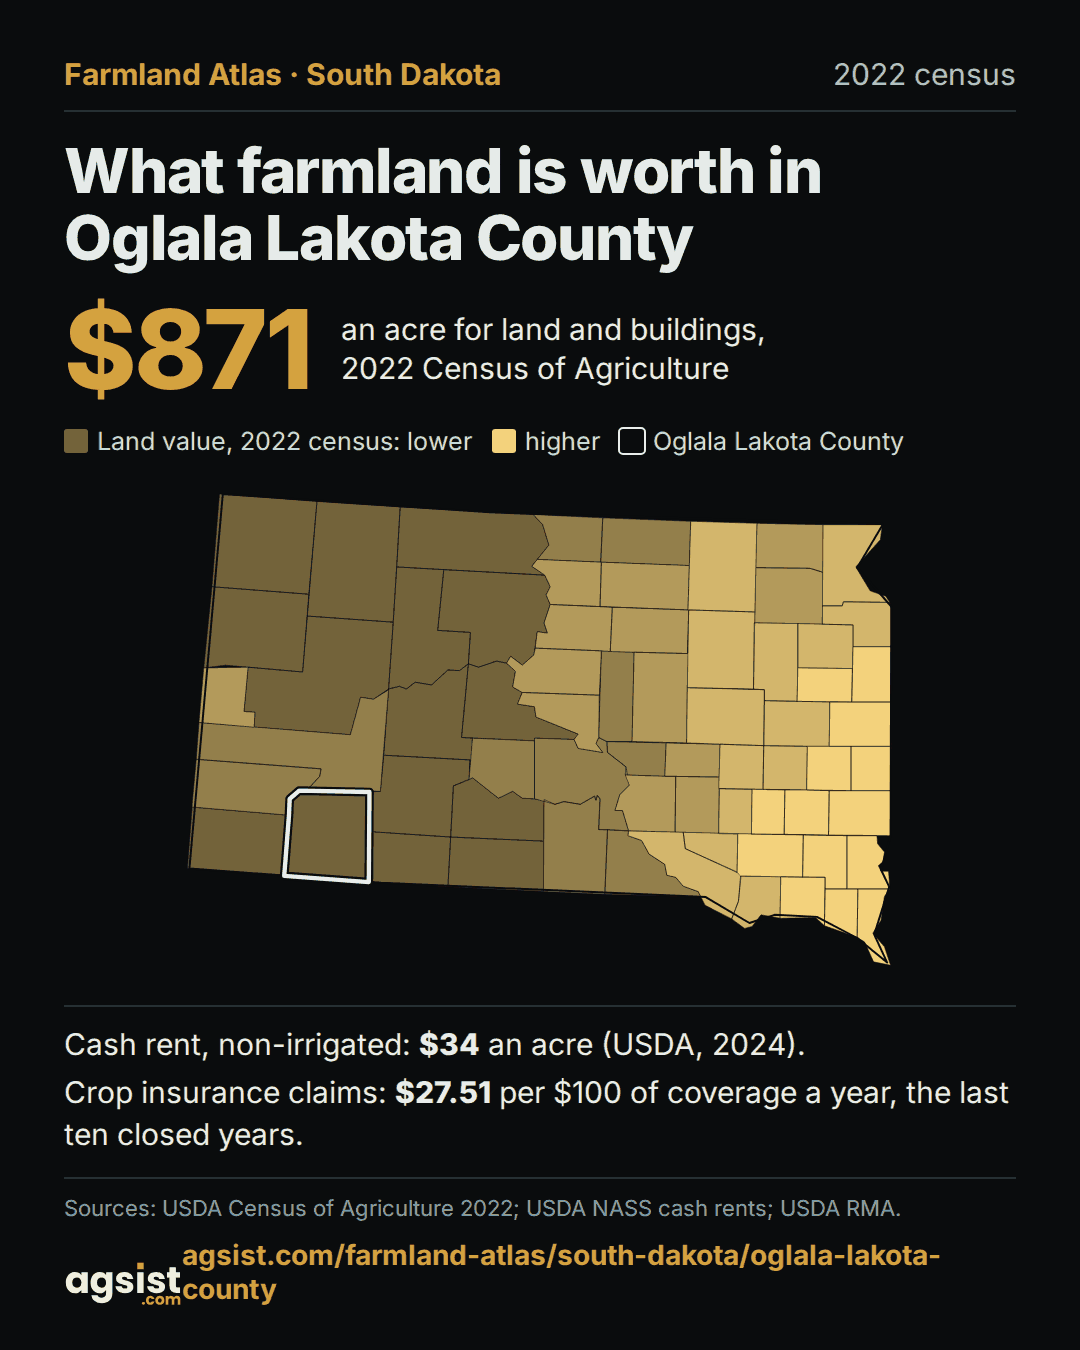 Farmland Atlas · South Dakota
2022 census
What farmland is worth in
Oglala Lakota County
$871
an acre for land and buildings,
2022 Census of Agriculture
Land value, 2022 census: lower
higher
Oglala Lakota County
Cash rent, non-irrigated: $34 an acre (USDA, 2024).
Crop insurance claims: $27.51 per $100 of coverage a year, the last
ten closed years.
Sources: USDA Census of Agriculture 2022; USDA NASS cash rents; USDA RMA.
agsist.com
agsist.com/farmland-atlas/south-dakota/oglala-lakota-
county